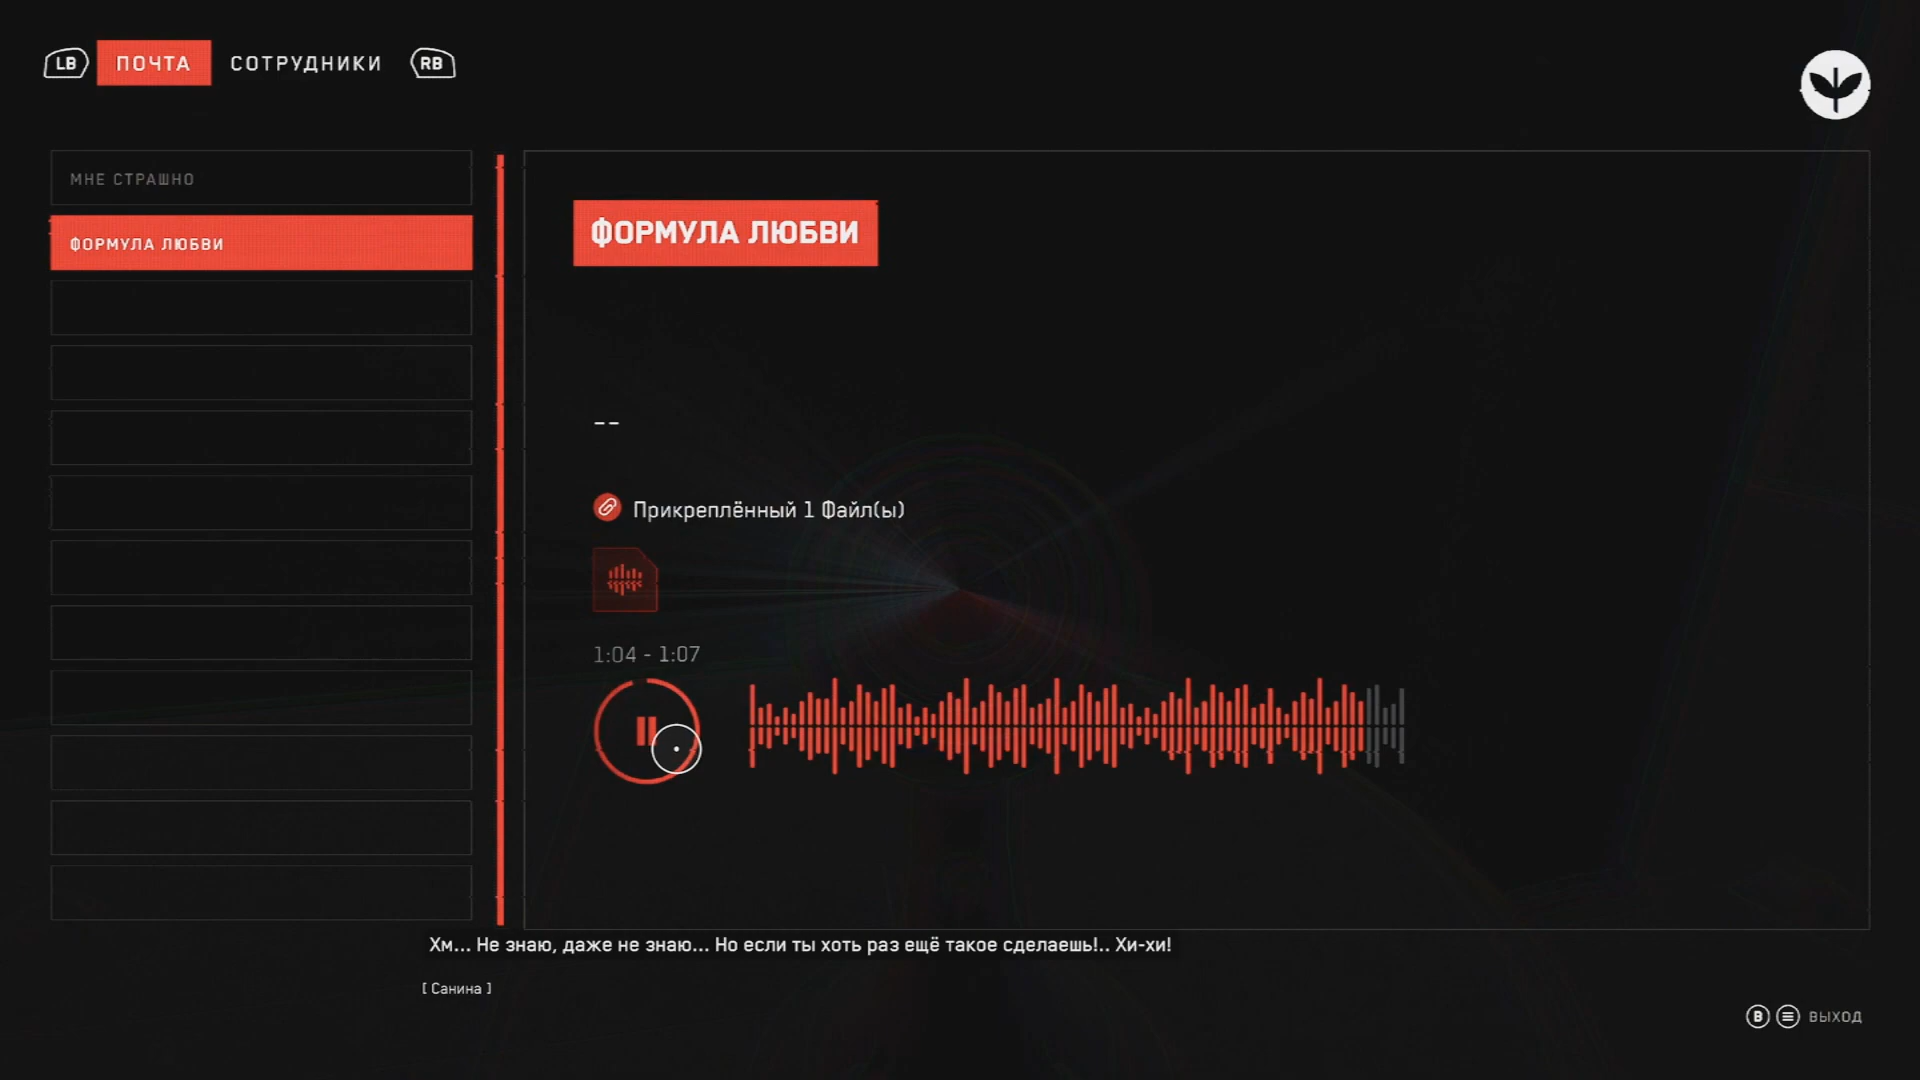 LB ПОЧТА СОТРУДНИКИ RB
МНЕ СТРАШНО
ФОРМУЛА ЛЮБВИ
ФОРМУЛА ЛЮБВИ
--
Прикреплённый 1 Файл(ы)
1:04 - 1:07
Хм... Не знаю, даже не знаю... Но если ты хоть раз ещё такое сделаешь!.. Хи-хи!
[ Санина ]
B ВЫХОД